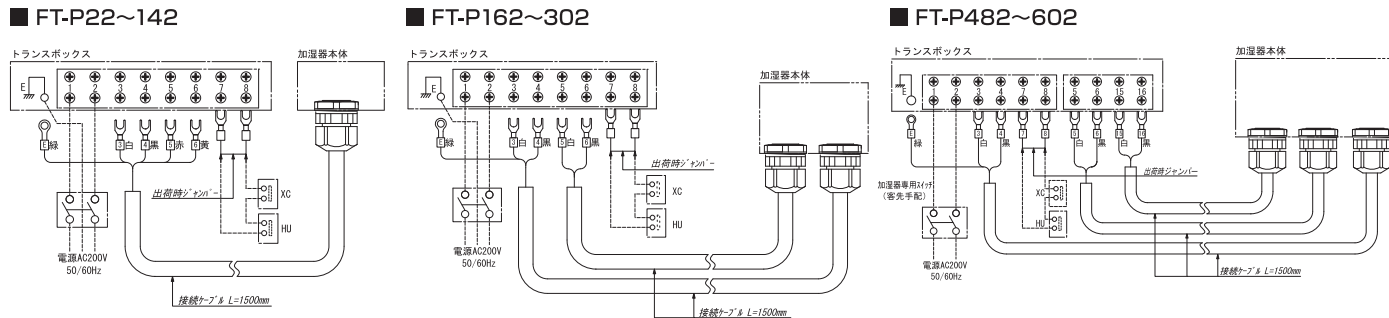 ■ FT-P22～142
トランスボックス
加湿器本体
E
1 2 3 4 5 6 7 8
E 緑
3 白 4 黒 5 赤 6 黄
出荷時ジャンパー
XC
HU
電源AC200V
50/60Hz
接続ケーブル L=1500mm
■ FT-P162～302
トランスボックス
加湿器本体
E
1 2 3 4 5 6 7 8
E 緑
3 白 4 黒 5 白 6 黒
出荷時ジャンパー
XC
HU
電源AC200V
50/60Hz
接続ケーブル L=1500mm
■ FT-P482～602
トランスボックス
加湿器本体
E
1 2 3 4 7 8 5 6 15 16
E 緑
3 白 4 黒 7 8 5 白 6 黒 15 白 16 黒
出荷時ジャンパー
加湿器専用スイッチ
(客先手配)
XC
HU
電源AC200V
50/60Hz
接続ケーブル L=1500mm